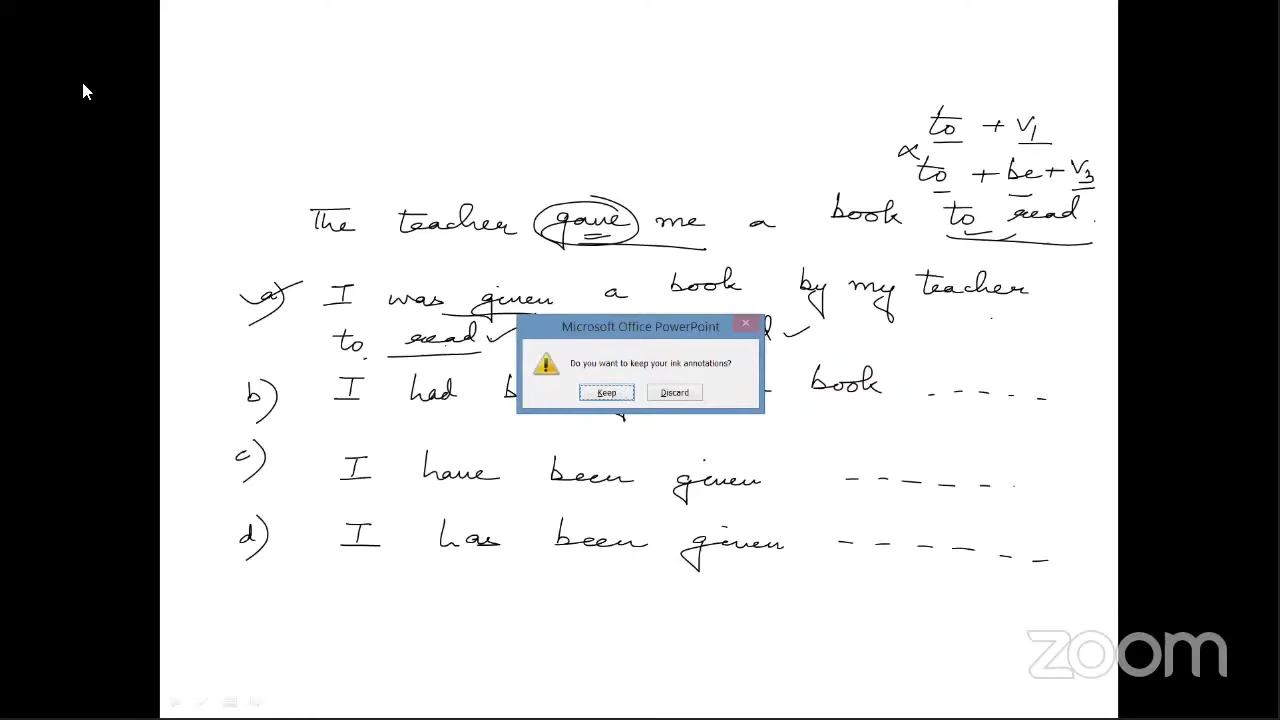 to + V1
∝ to + be + V3
The teacher gave me a book to read.
a) I was given a book by my teacher
to read
Microsoft Office PowerPoint
Do you want to keep your ink annotations?
Keep Discard
b) I had book -----
c) I have been given ------
d) I has been given ------
zoom